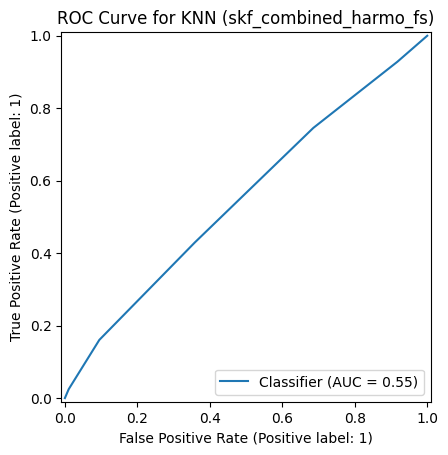 ROC Curve for KNN (skf_combined_harmo_fs)
1.0
0.8
0.6
0.4
0.2
0.0
True Positive Rate (Positive label: 1)
Classifier (AUC = 0.55)
0.0 0.2 0.4 0.6 0.8 1.0
False Positive Rate (Positive label: 1)